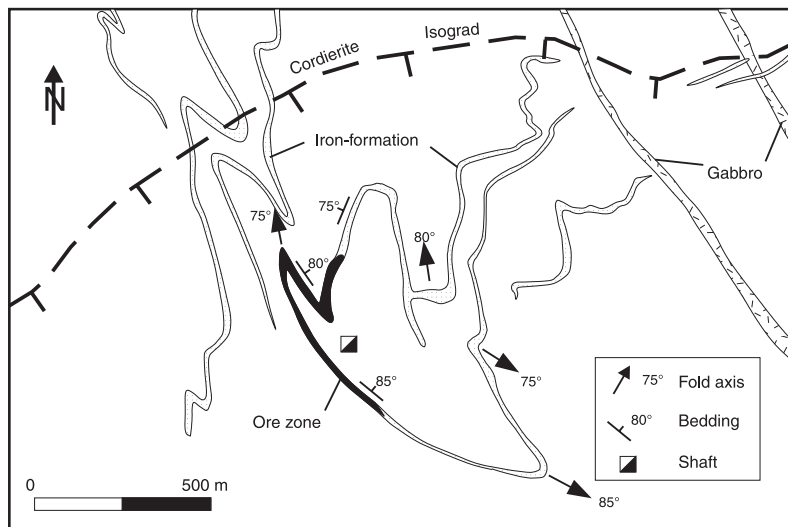 Cordierite
Isograd
N
Iron-formation
Gabbro
75°
75°
80°
80°
85°
75°
Ore zone
85°
75° Fold axis
80° Bedding
Shaft
0 500 m